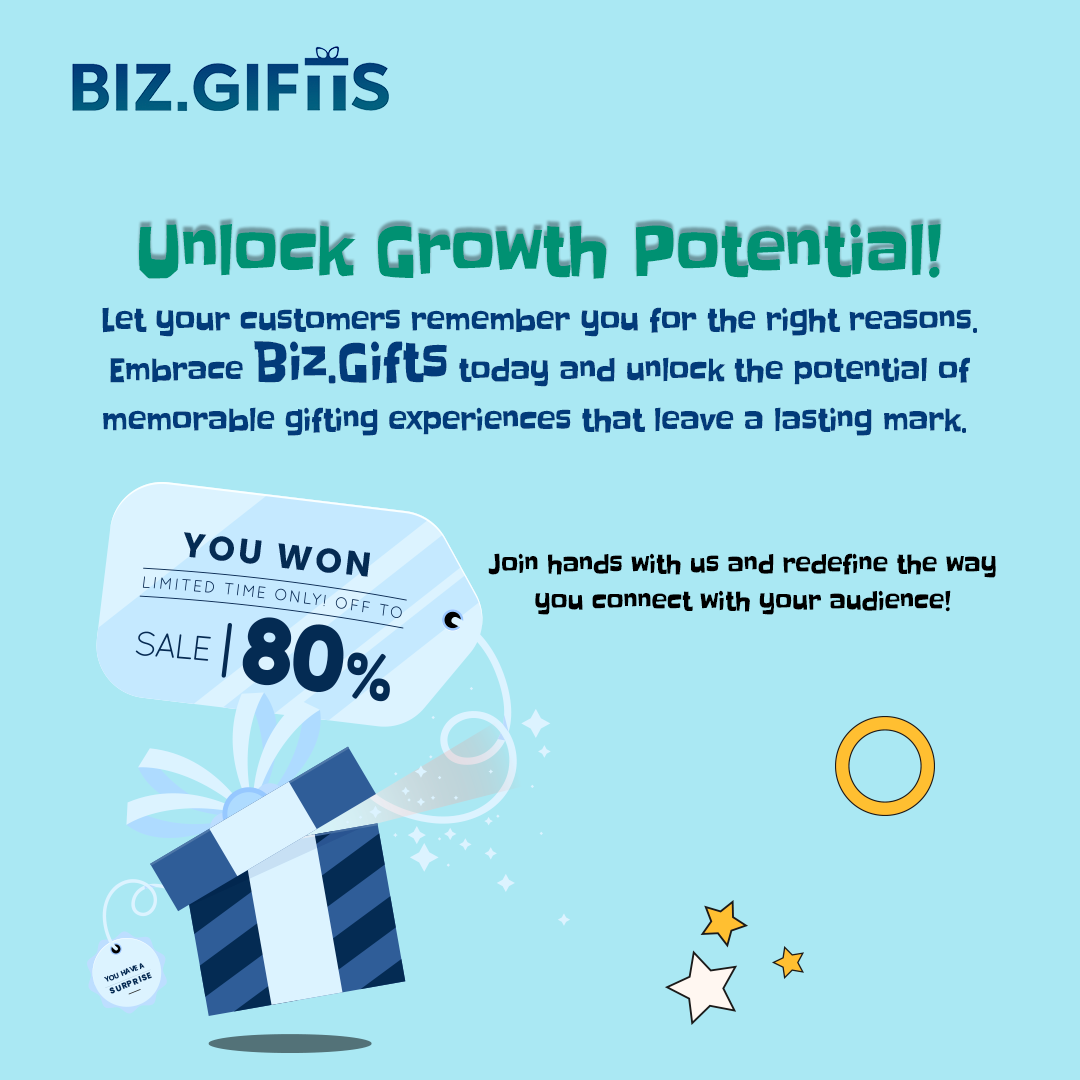 BIZ.GIFTS
Unlock Growth Potential!
Let your customers remember you for the right reasons.
Embrace Biz.Gifts today and unlock the potential of
memorable gifting experiences that leave a lasting mark.
YOU WON
LIMITED TIME ONLY! OFF TO
SALE | 80%
Join hands with us and redefine the way
you connect with your audience!
YOU HAVE A
SURPRISE